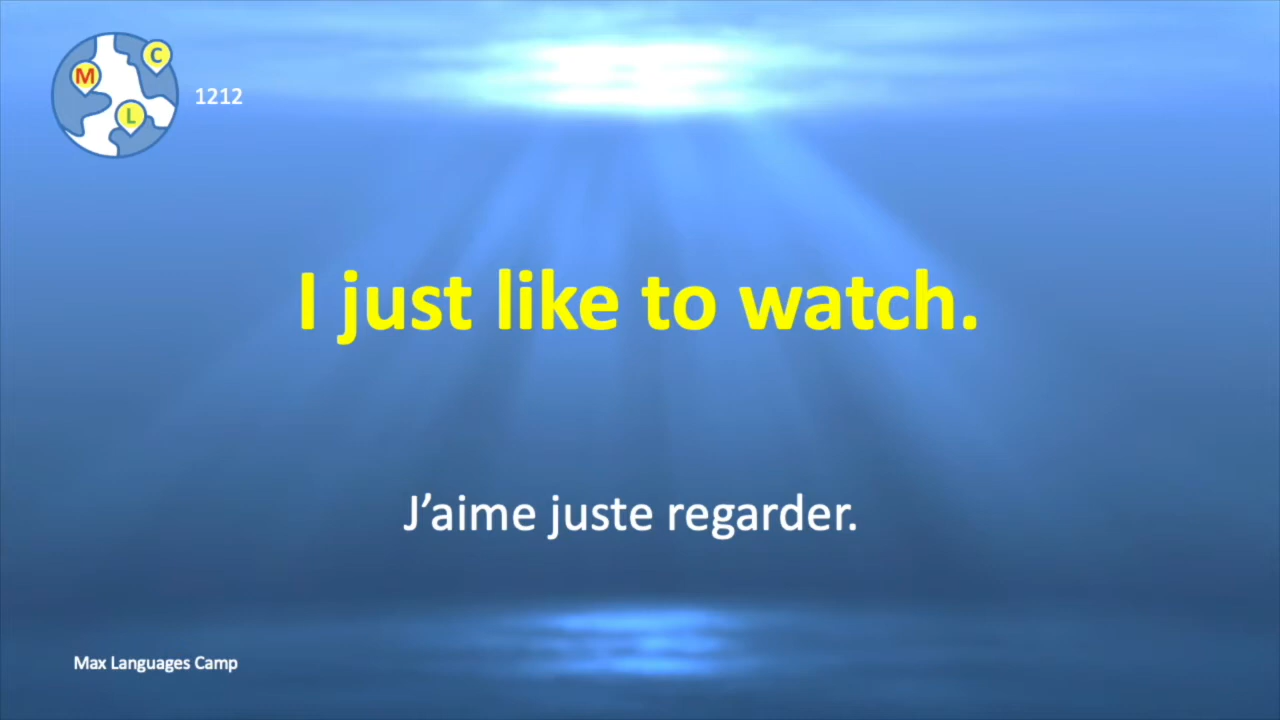 C
M
L
1212
I just like to watch.
J’aime juste regarder.
Max Languages Camp